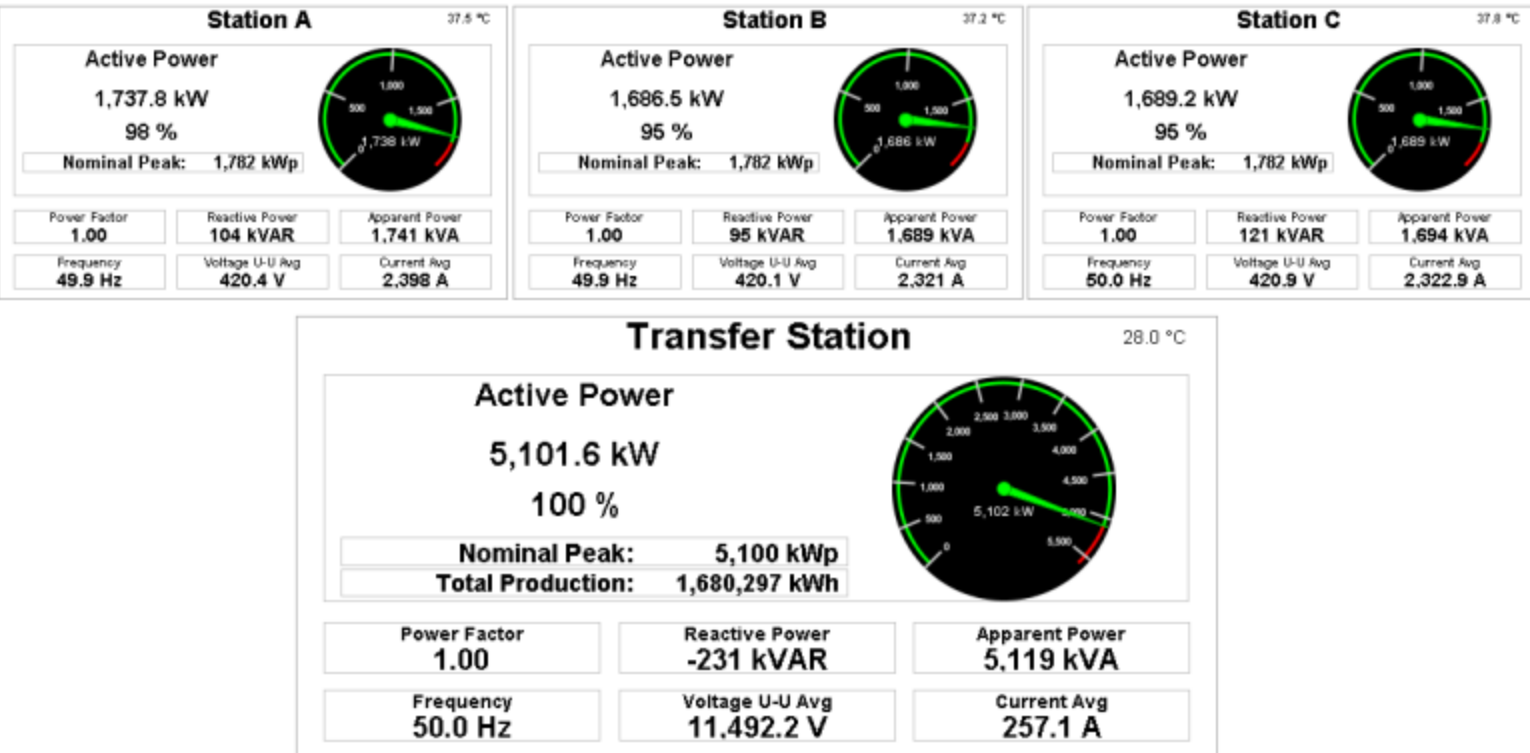 Station A
37.5 °C
Active Power
1,737.8 kW
98 %
Nominal Peak: 1,782 kWp
0
500
1,000
1,500
1,738 kW
Power Factor
1.00
Reactive Power
104 kVAR
Apparent Power
1,741 kVA
Frequency
49.9 Hz
Voltage U-U Avg
420.4 V
Current Avg
2,398 A
Station B
37.2 °C
Active Power
1,686.5 kW
95 %
Nominal Peak: 1,782 kWp
0
500
1,000
1,500
1,686 kW
Power Factor
1.00
Reactive Power
95 kVAR
Apparent Power
1,689 kVA
Frequency
49.9 Hz
Voltage U-U Avg
420.1 V
Current Avg
2,321 A
Station C
37.8 °C
Active Power
1,689.2 kW
95 %
Nominal Peak: 1,782 kWp
0
500
1,000
1,500
1,689 kW
Power Factor
1.00
Reactive Power
121 kVAR
Apparent Power
1,694 kVA
Frequency
50.0 Hz
Voltage U-U Avg
420.9 V
Current Avg
2,322.9 A
Transfer Station
28.0 °C
Active Power
5,101.6 kW
100 %
Nominal Peak: 5,100 kWp
Total Production: 1,680,297 kWh
0
500
1,000
1,500
2,000
2,500
3,000
3,500
4,000
4,500
5,000
5,500
5,102 kW
Power Factor
1.00
Reactive Power
-231 kVAR
Apparent Power
5,119 kVA
Frequency
50.0 Hz
Voltage U-U Avg
11,492.2 V
Current Avg
257.1 A